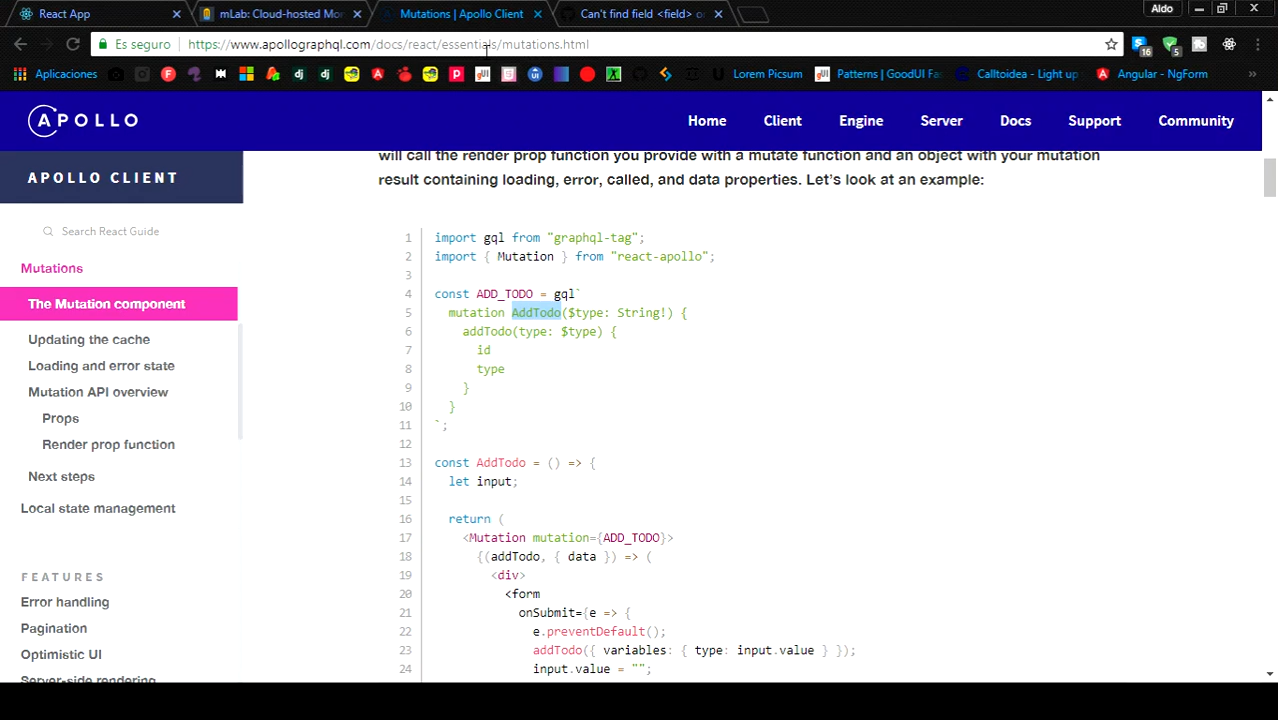 React App
mLab: Cloud-hosted Mon
Mutations | Apollo Client
Can't find field <field> o
Aldo
Es seguro
https://www.apollographql.com/docs/react/essentials/mutations.html
16
5
Aplicaciones
Lorem Picsum
Patterns | GoodUI Fas
Calltoidea - Light up
Angular - NgForm
»
APOLLO
Home
Client
Engine
Server
Docs
Support
Community
APOLLO CLIENT
Search React Guide
Mutations
The Mutation component
Updating the cache
Loading and error state
Mutation API overview
Props
Render prop function
Next steps
Local state management
FEATURES
Error handling
Pagination
Optimistic UI
Server-side rendering
will call the render prop function you provide with a mutate function and an object with your mutation
result containing loading, error, called, and data properties. Let's look at an example:
1 import gql from "graphql-tag";
2 import { Mutation } from "react-apollo";
3
4 const ADD_TODO = gql`
5 mutation AddTodo($type: String!) {
6 addTodo(type: $type) {
7 id
8 type
9 }
10 }
11 `;
12
13 const AddTodo = () => {
14 let input;
15
16 return (
17 <Mutation mutation={ADD_TODO}>
18 {(addTodo, { data }) => (
19 <div>
20 <form
21 onSubmit={e => {
22 e.preventDefault();
23 addTodo({ variables: { type: input.value } });
24 input.value = "";